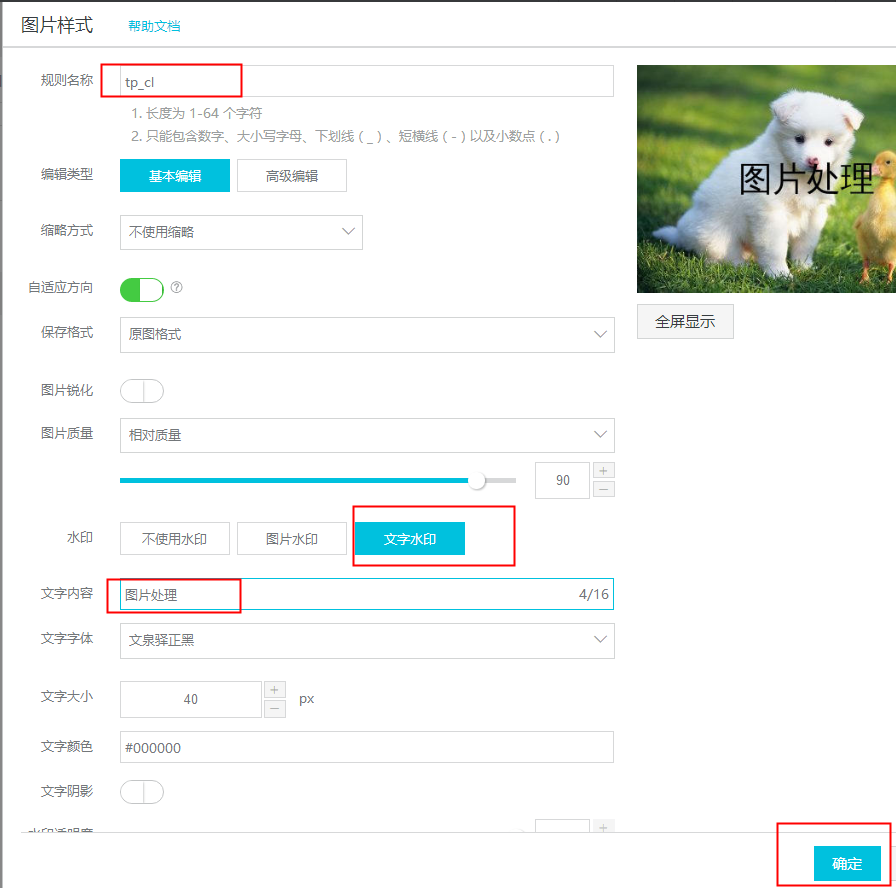 图片样式 帮助文档
规则名称 tp_cl
1. 长度为 1-64 个字符
2. 只能包含数字、大小写字母、下划线 ( _ ) 、短横线 ( - ) 以及小数点 ( . )
编辑类型 基本编辑 高级编辑
图片处理
缩略方式 不使用缩略
自适应方向 ?
全屏显示
保存格式 原图格式
图片锐化
图片质量 相对质量
90 + −
水印 不使用水印 图片水印 文字水印
文字内容 图片处理 4/16
文字字体 文泉驿正黑
文字大小 40 + − px
文字颜色 #000000
文字阴影
水印透明度 +
确定